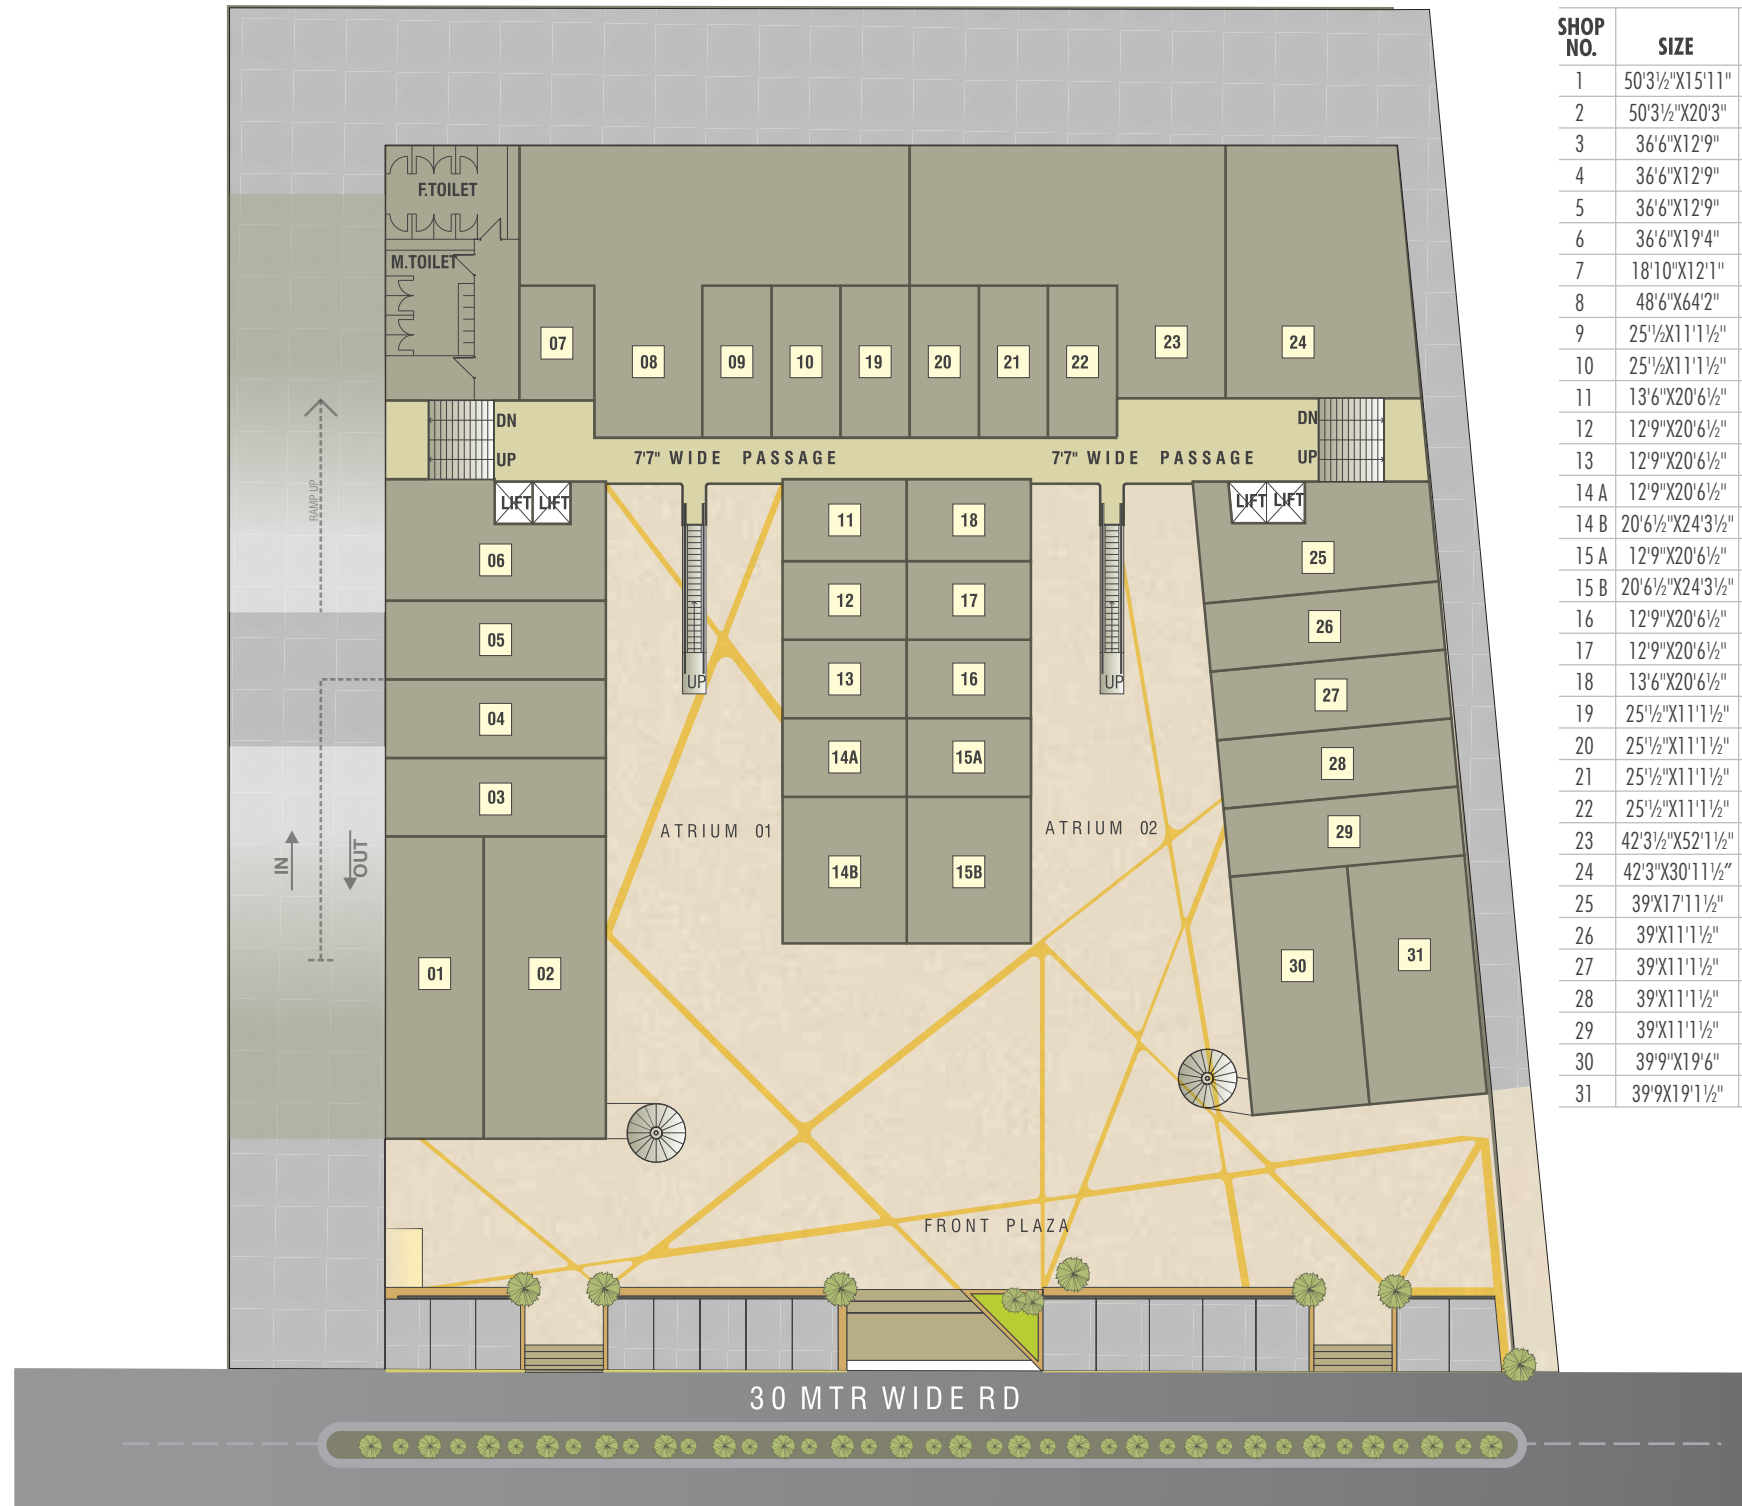 F.TOILET
M.TOILET
07
08
09
10
19
20
21
22
23
24
DN
UP
7'7" WIDE PASSAGE
7'7" WIDE PASSAGE
DN
UP
LIFT LIFT
LIFT LIFT
RAMP UP
06
05
04
03
01
02
IN
OUT
UP
UP
11
18
12
17
13
16
14A
15A
14B
15B
ATRIUM 01
ATRIUM 02
25
26
27
28
29
30
31
FRONT PLAZA
30 MTR WIDE RD
SHOP NO. SIZE
1 50'3½"X15'11"
2 50'3½"X20'3"
3 36'6"X12'9"
4 36'6"X12'9"
5 36'6"X12'9"
6 36'6"X19'4"
7 18'10"X12'1"
8 48'6"X64'2"
9 25'½X11'1½"
10 25'½X11'1½"
11 13'6"X20'6½"
12 12'9"X20'6½"
13 12'9"X20'6½"
14 A 12'9"X20'6½"
14 B 20'6½"X24'3½"
15 A 12'9"X20'6½"
15 B 20'6½"X24'3½"
16 12'9"X20'6½"
17 12'9"X20'6½"
18 13'6"X20'6½"
19 25'½"X11'1½"
20 25'½"X11'1½"
21 25'½"X11'1½"
22 25'½"X11'1½"
23 42'3½"X52'1½"
24 42'3"X30'11½"
25 39'X17'11½"
26 39'X11'1½"
27 39'X11'1½"
28 39'X11'1½"
29 39'X11'1½"
30 39'9"X19'6"
31 39'9X19'1½"